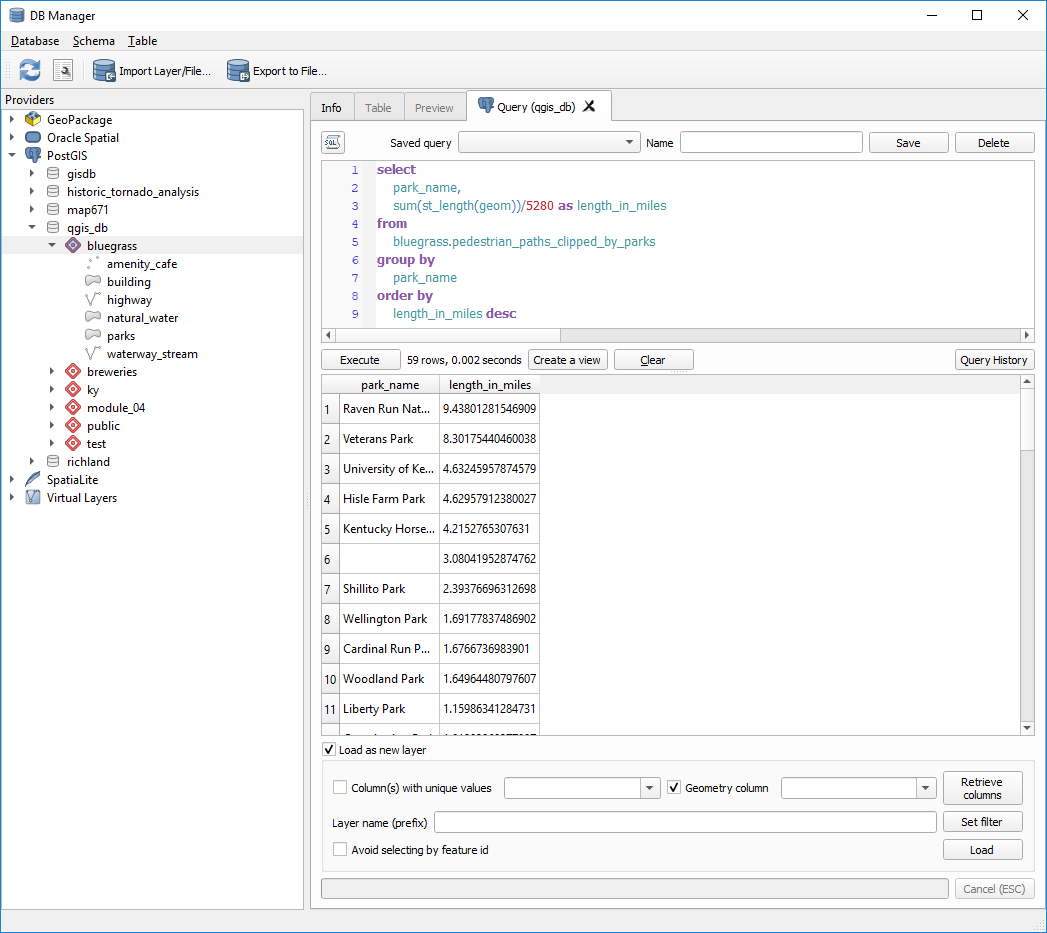 DB Manager
Database Schema Table
Import Layer/File... Export to File...
Providers
GeoPackage
Oracle Spatial
PostGIS
gisdb
historic_tornado_analysis
map671
qgis_db
bluegrass
amenity_cafe
building
highway
natural_water
parks
waterway_stream
breweries
ky
module_04
public
test
richland
SpatiaLite
Virtual Layers
Info Table Preview Query (qgis_db)
SQL Saved query Name Save Delete
1 select
2 park_name,
3 sum(st_length(geom))/5280 as length_in_miles
4 from
5 bluegrass.pedestrian_paths_clipped_by_parks
6 group by
7 park_name
8 order by
9 length_in_miles desc
Execute 59 rows, 0.002 seconds Create a view Clear Query History
park_name length_in_miles
1 Raven Run Nat... 9.43801281546909
2 Veterans Park 8.30175440460038
3 University of Ke... 4.63245957874579
4 Hisle Farm Park 4.62957912380027
5 Kentucky Horse... 4.2152765307631
6 3.08041952874762
7 Shillito Park 2.39376696312698
8 Wellington Park 1.69177837486902
9 Cardinal Run P... 1.6766736983901
10 Woodland Park 1.64964480797607
11 Liberty Park 1.15986341284731
Load as new layer
Column(s) with unique values Geometry column Retrieve columns
Layer name (prefix) Set filter
Avoid selecting by feature id Load
Cancel (ESC)